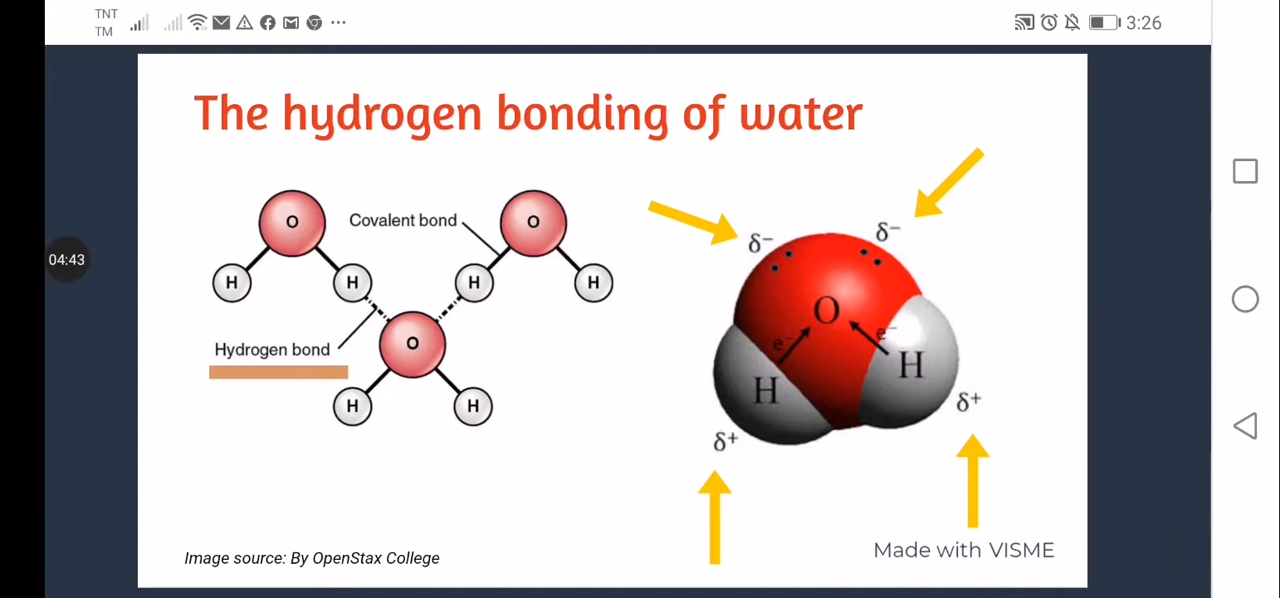 TNT
TM
3:26
The hydrogen bonding of water
04:43
O
Covalent bond
O
H
H
H
H
Hydrogen bond
O
H
H
δ−
δ−
O
e−
e−
H
H
δ+
δ+
Image source: By OpenStax College
Made with VISME